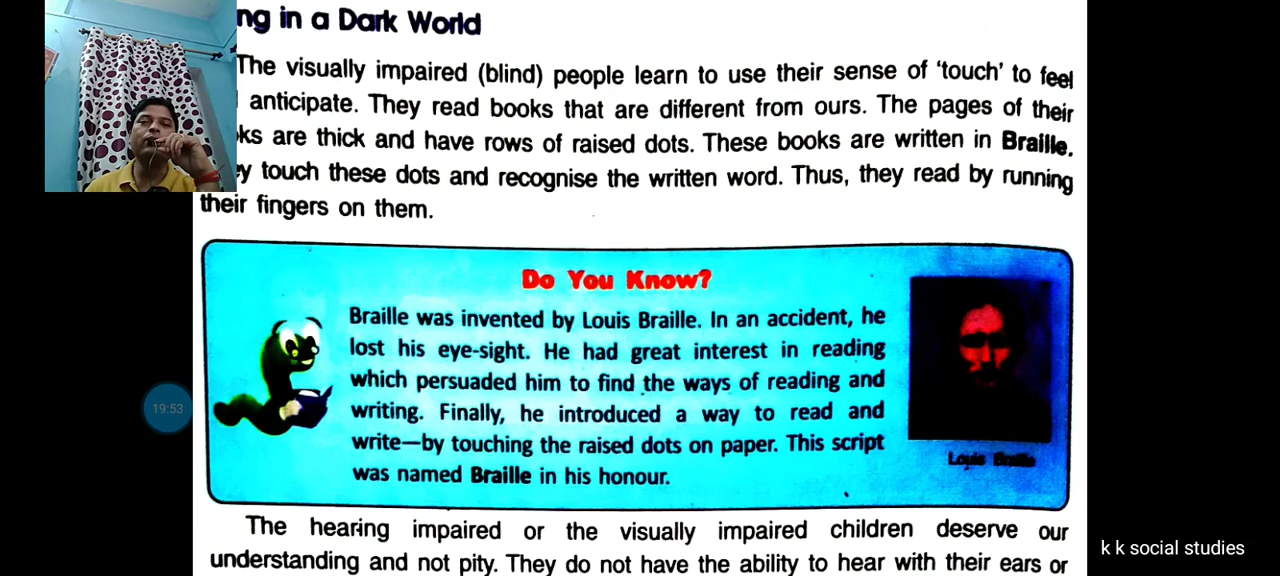 ng in a Dark World
The visually impaired (blind) people learn to use their sense of ‘touch’ to feel
anticipate. They read books that are different from ours. The pages of their
ks are thick and have rows of raised dots. These books are written in Braille.
y touch these dots and recognise the written word. Thus, they read by running
their fingers on them.
Do You Know?
Braille was invented by Louis Braille. In an accident, he
lost his eye-sight. He had great interest in reading
which persuaded him to find the ways of reading and
writing. Finally, he introduced a way to read and
write—by touching the raised dots on paper. This script
was named Braille in his honour.
Louis Braille
19:53
The hearing impaired or the visually impaired children deserve our
understanding and not pity. They do not have the ability to hear with their ears or
k k social studies